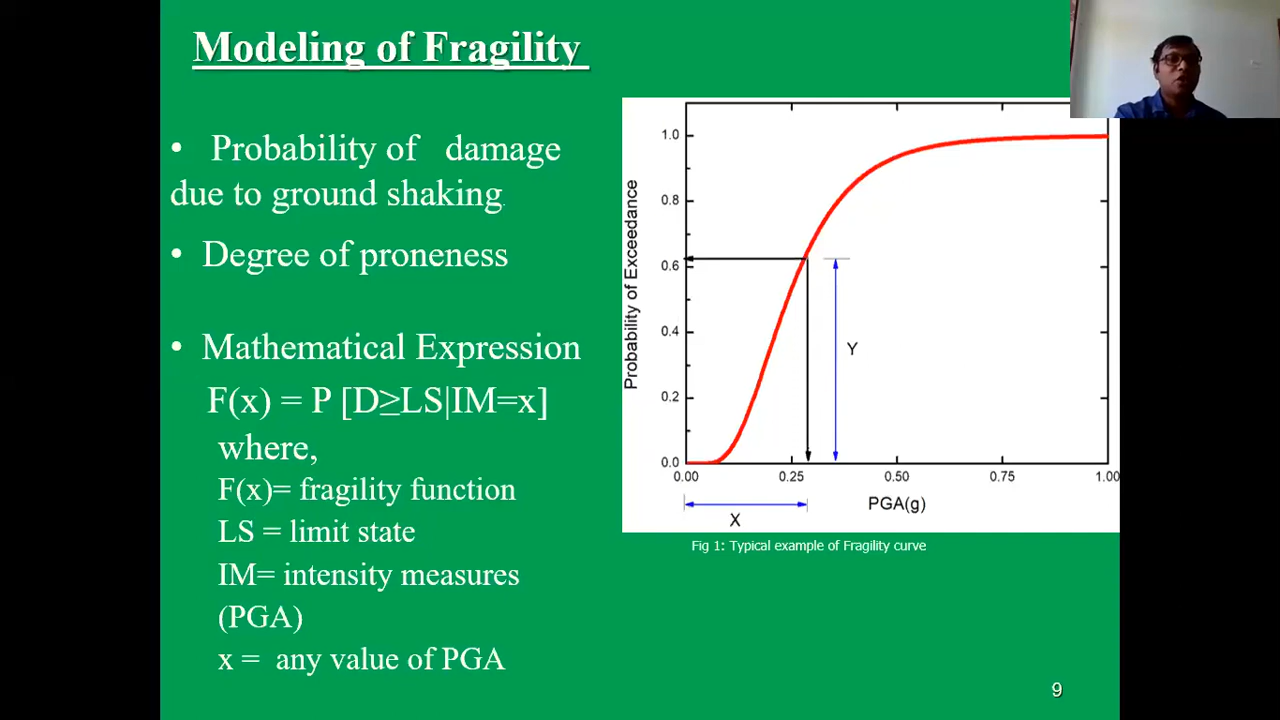 Modeling of Fragility
• Probability of damage
due to ground shaking.
• Degree of proneness
• Mathematical Expression
F(x) = P [D≥LS|IM=x]
where,
F(x)= fragility function
LS = limit state
IM= intensity measures
(PGA)
x = any value of PGA
Probability of Exceedance
1.0
0.8
0.6
0.4
0.2
0.0
Y
0.00 0.25 0.50 0.75 1.00
PGA(g)
X
Fig 1: Typical example of Fragility curve
9